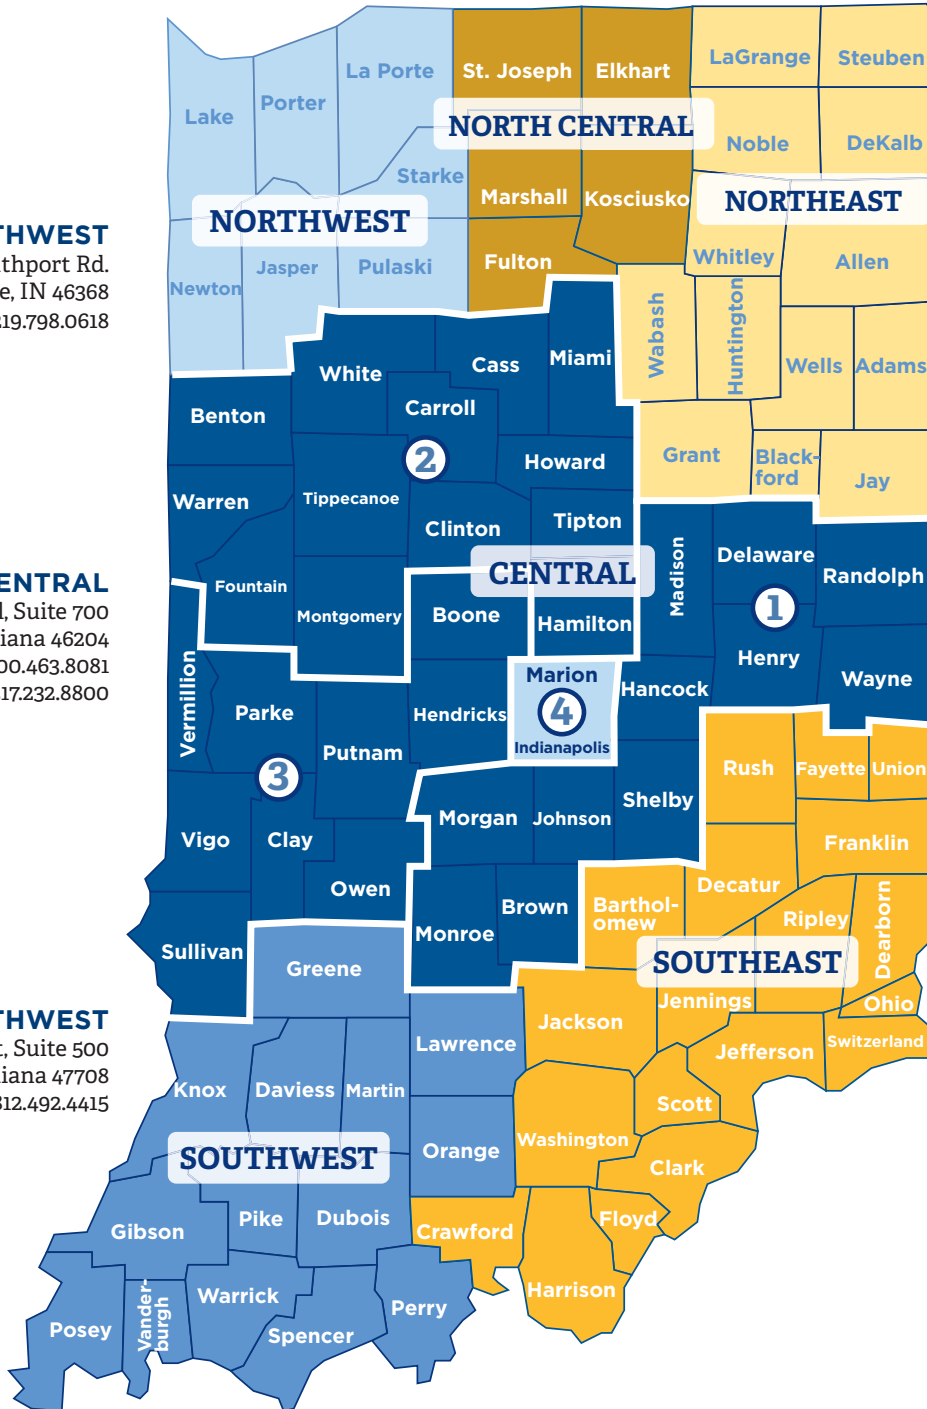 LaGrange
Steuben
La Porte
St. Joseph
Elkhart
Porter
Lake
NORTH CENTRAL
Noble
DeKalb
Starke
Marshall
Kosciusko
NORTHEAST
NORTHWEST
THWEST
thport Rd.
e, IN 46368
219.798.0618
Whitley
Allen
Fulton
Jasper
Pulaski
Newton
Wabash
Huntington
Miami
Cass
White
Wells
Adams
Carroll
Benton
2
Howard
Grant
Black-
ford
Jay
Tippecanoe
Warren
Clinton
Tipton
Delaware
Madison
CENTRAL
Randolph
ENTRAL
l, Suite 700
iana 46204
00.463.8081
17.232.8800
Fountain
Montgomery
Boone
Hamilton
1
Henry
Marion
4
Indianapolis
Hancock
Wayne
Vermillion
Parke
Hendricks
Putnam
3
Rush
Fayette
Union
Shelby
Morgan
Johnson
Vigo
Clay
Franklin
Owen
Decatur
Brown
Barthol-
omew
Ripley
Dearborn
Monroe
Sullivan
Greene
SOUTHEAST
Jennings
Ohio
THWEST
t, Suite 500
iana 47708
812.492.4415
Jackson
Lawrence
Switzerland
Jefferson
Knox
Daviess
Martin
Scott
Washington
Orange
SOUTHWEST
Clark
Pike
Dubois
Floyd
Gibson
Crawford
Harrison
Warrick
Perry
Vander-
burgh
Posey
Spencer